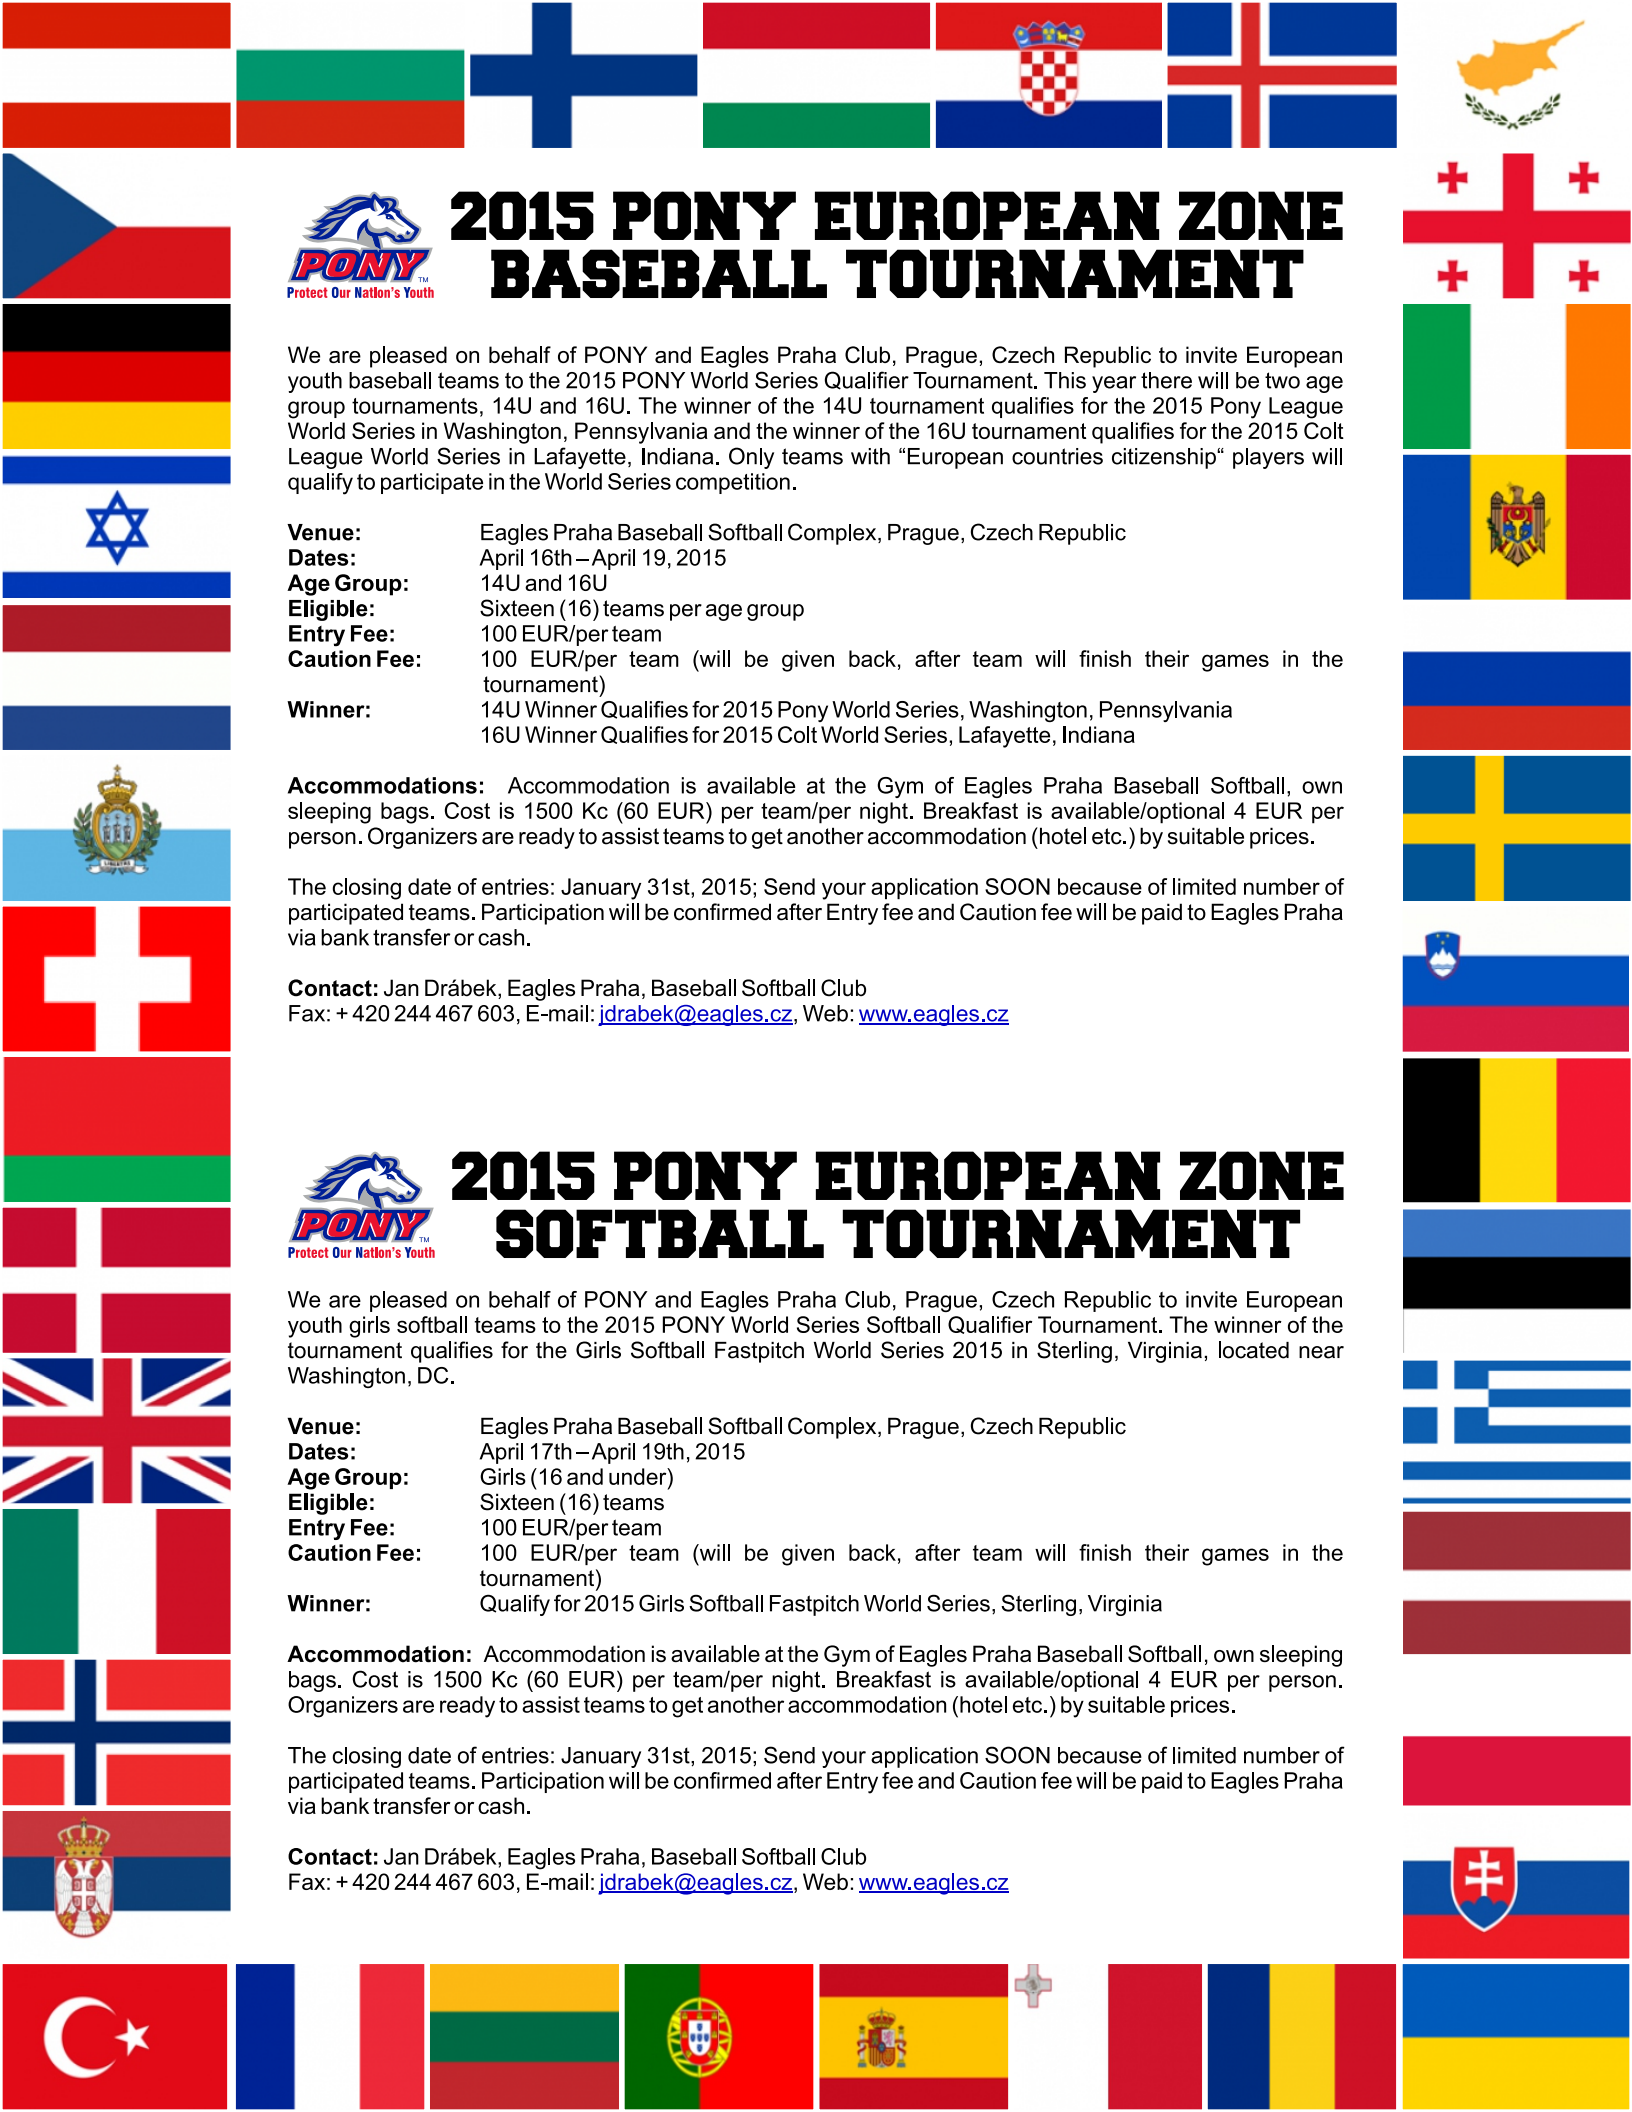 PONY™
Protect Our Nation's Youth
2015 PONY EUROPEAN ZONE
BASEBALL TOURNAMENT
We are pleased on behalf of PONY and Eagles Praha Club, Prague, Czech Republic to invite European
youth baseball teams to the 2015 PONY World Series Qualifier Tournament. This year there will be two age
group tournaments, 14U and 16U. The winner of the 14U tournament qualifies for the 2015 Pony League
World Series in Washington, Pennsylvania and the winner of the 16U tournament qualifies for the 2015 Colt
League World Series in Lafayette, Indiana. Only teams with “European countries citizenship“ players will
qualify to participate in the World Series competition.
Venue: Eagles Praha Baseball Softball Complex, Prague, Czech Republic
Dates: April 16th – April 19, 2015
Age Group: 14U and 16U
Eligible: Sixteen (16) teams per age group
Entry Fee: 100 EUR/per team
Caution Fee: 100 EUR/per team (will be given back, after team will finish their games in the
tournament)
Winner: 14U Winner Qualifies for 2015 Pony World Series, Washington, Pennsylvania
16U Winner Qualifies for 2015 Colt World Series, Lafayette, Indiana
Accommodations: Accommodation is available at the Gym of Eagles Praha Baseball Softball, own
sleeping bags. Cost is 1500 Kc (60 EUR) per team/per night. Breakfast is available/optional 4 EUR per
person. Organizers are ready to assist teams to get another accommodation (hotel etc.) by suitable prices.
The closing date of entries: January 31st, 2015; Send your application SOON because of limited number of
participated teams. Participation will be confirmed after Entry fee and Caution fee will be paid to Eagles Praha
via bank transfer or cash.
Contact: Jan Drábek, Eagles Praha, Baseball Softball Club
Fax: + 420 244 467 603, E-mail: jdrabek@eagles.cz, Web: www.eagles.cz
PONY™
Protect Our Nation's Youth
2015 PONY EUROPEAN ZONE
SOFTBALL TOURNAMENT
We are pleased on behalf of PONY and Eagles Praha Club, Prague, Czech Republic to invite European
youth girls softball teams to the 2015 PONY World Series Softball Qualifier Tournament. The winner of the
tournament qualifies for the Girls Softball Fastpitch World Series 2015 in Sterling, Virginia, located near
Washington, DC.
Venue: Eagles Praha Baseball Softball Complex, Prague, Czech Republic
Dates: April 17th – April 19th, 2015
Age Group: Girls (16 and under)
Eligible: Sixteen (16) teams
Entry Fee: 100 EUR/per team
Caution Fee: 100 EUR/per team (will be given back, after team will finish their games in the
tournament)
Winner: Qualify for 2015 Girls Softball Fastpitch World Series, Sterling, Virginia
Accommodation: Accommodation is available at the Gym of Eagles Praha Baseball Softball, own sleeping
bags. Cost is 1500 Kc (60 EUR) per team/per night. Breakfast is available/optional 4 EUR per person.
Organizers are ready to assist teams to get another accommodation (hotel etc.) by suitable prices.
The closing date of entries: January 31st, 2015; Send your application SOON because of limited number of
participated teams. Participation will be confirmed after Entry fee and Caution fee will be paid to Eagles Praha
via bank transfer or cash.
Contact: Jan Drábek, Eagles Praha, Baseball Softball Club
Fax: + 420 244 467 603, E-mail: jdrabek@eagles.cz, Web: www.eagles.cz